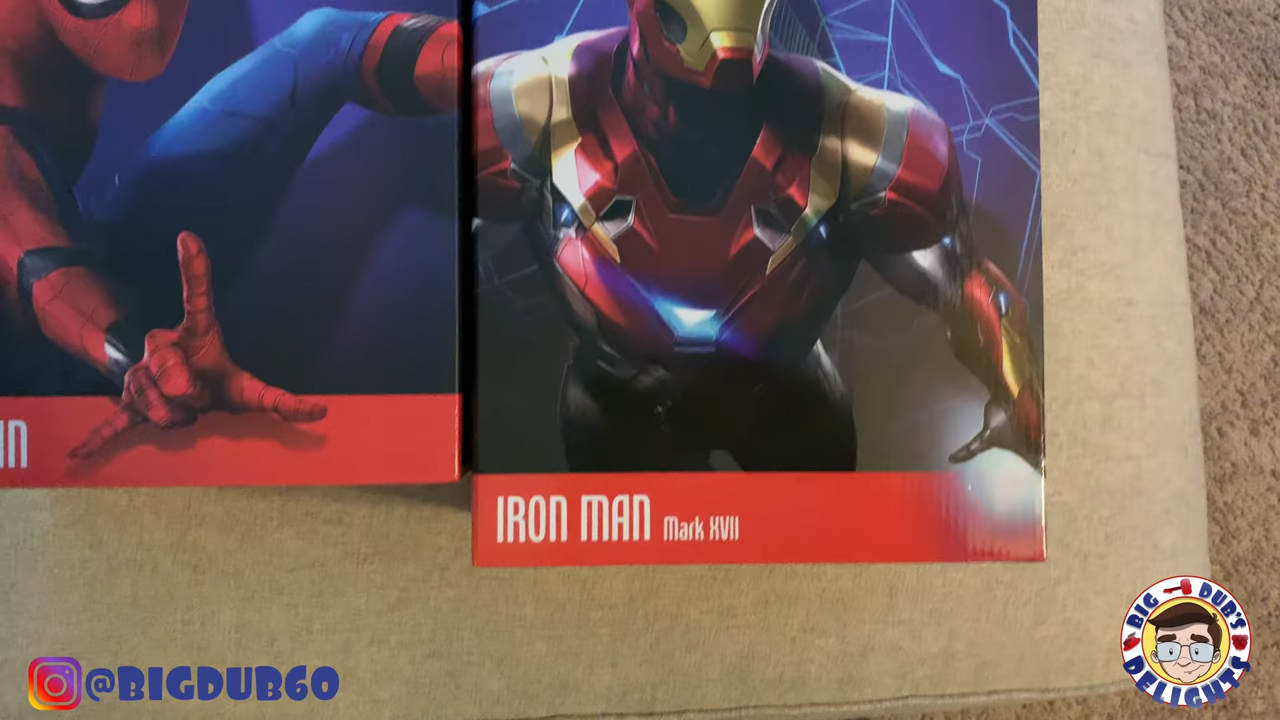 IN
IRON MAN Mark XVII
@BIGDUB60
BIG DUB'S
DELIGHTS